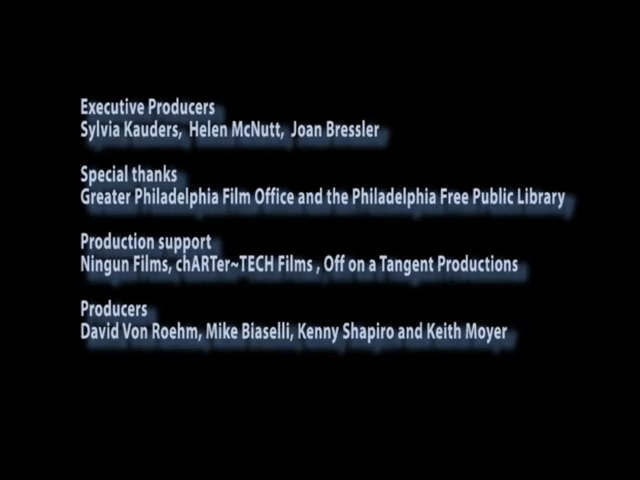 Executive Producers
Sylvia Kauders, Helen McNutt, Joan Bressler
Special thanks
Greater Philadelphia Film Office and the Philadelphia Free Public Library
Production support
Ningun Films, chARTer~TECH Films , Off on a Tangent Productions
Producers
David Von Roehm, Mike Biaselli, Kenny Shapiro and Keith Moyer